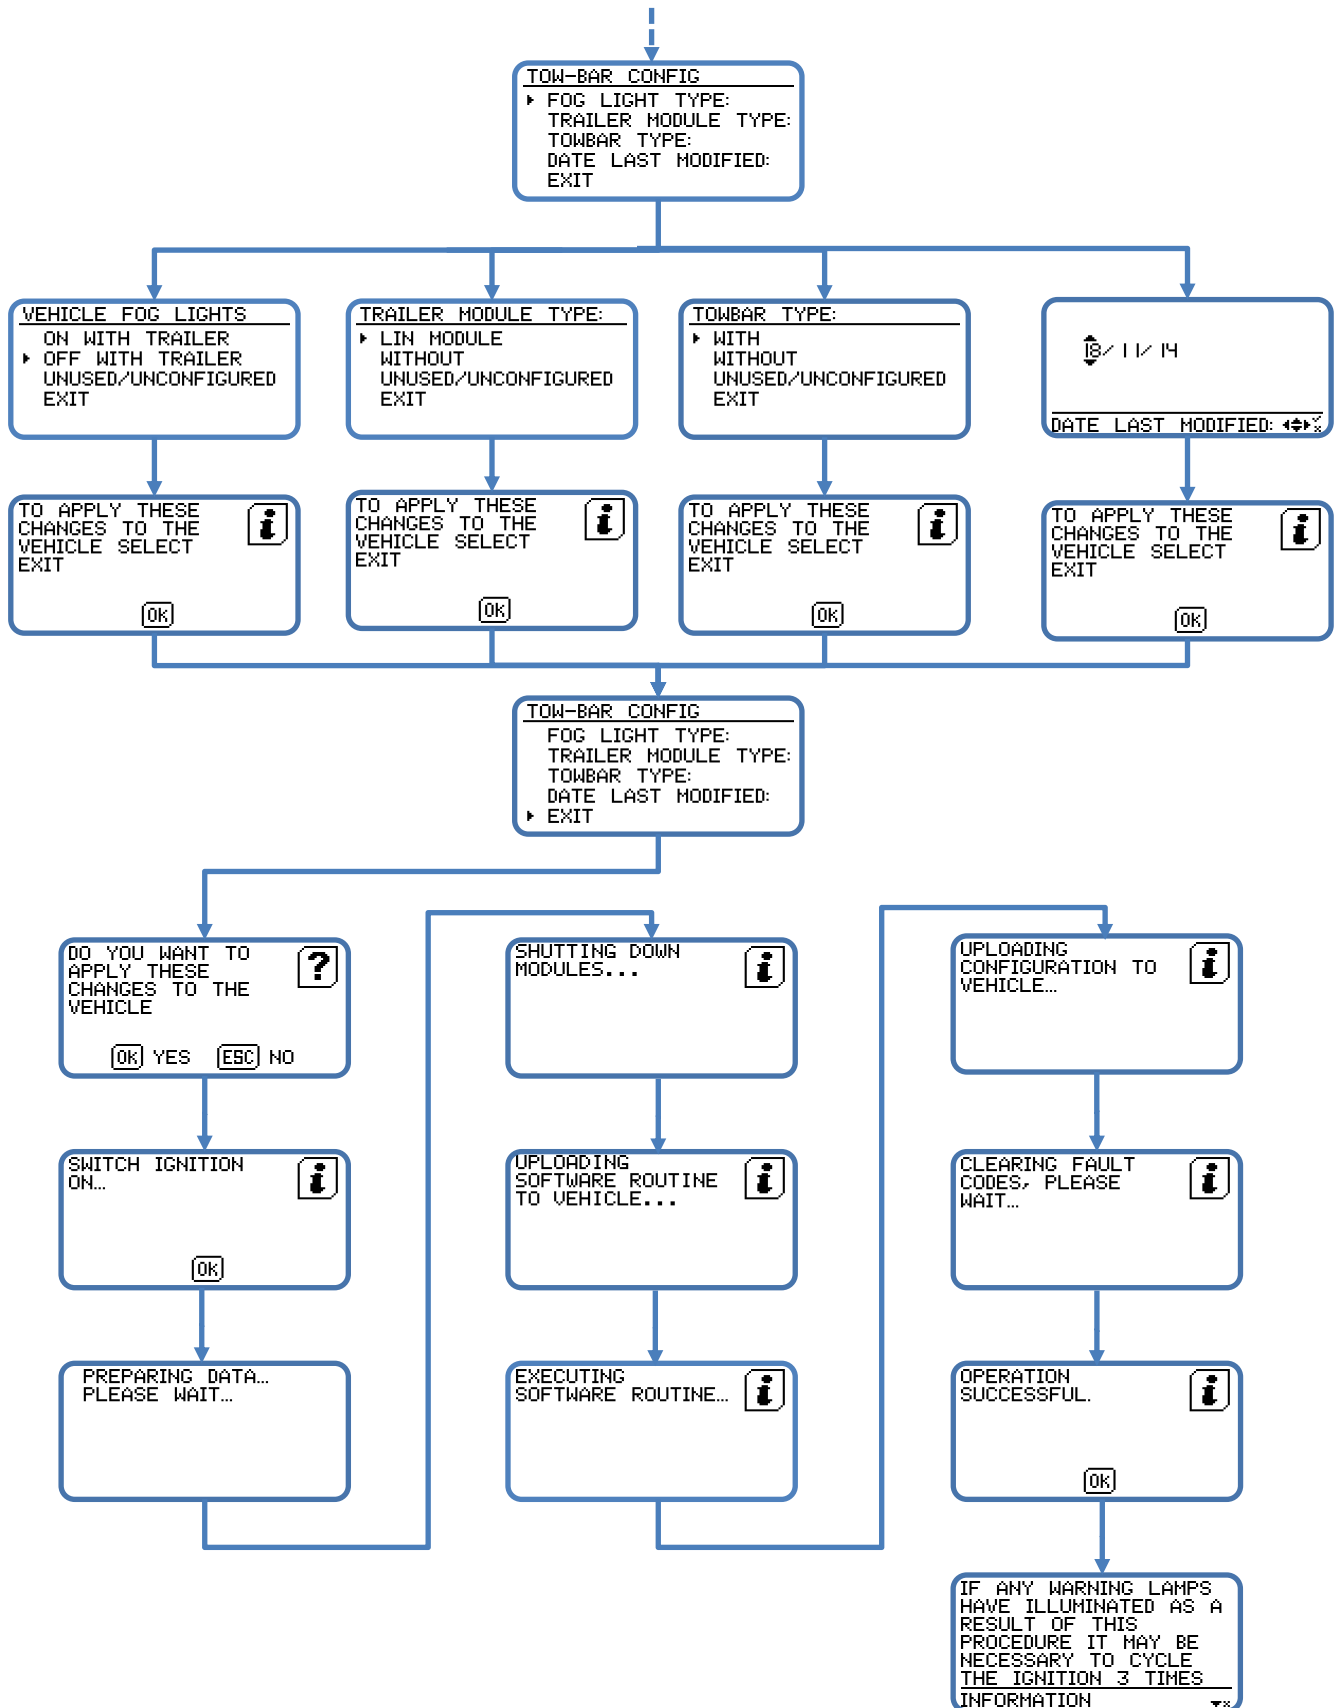 TOW-BAR CONFIG
FOG LIGHT TYPE:
TRAILER MODULE TYPE:
TOWBAR TYPE:
DATE LAST MODIFIED:
EXIT
VEHICLE FOG LIGHTS
ON WITH TRAILER
OFF WITH TRAILER
UNUSED/UNCONFIGURED
EXIT
TRAILER MODULE TYPE:
LIN MODULE
WITHOUT
UNUSED/UNCONFIGURED
EXIT
TOWBAR TYPE:
WITH
WITHOUT
UNUSED/UNCONFIGURED
EXIT
18/11/14
DATE LAST MODIFIED:
TO APPLY THESE
CHANGES TO THE
VEHICLE SELECT
EXIT
OK
TO APPLY THESE
CHANGES TO THE
VEHICLE SELECT
EXIT
OK
TO APPLY THESE
CHANGES TO THE
VEHICLE SELECT
EXIT
OK
TO APPLY THESE
CHANGES TO THE
VEHICLE SELECT
EXIT
OK
TOW-BAR CONFIG
FOG LIGHT TYPE:
TRAILER MODULE TYPE:
TOWBAR TYPE:
DATE LAST MODIFIED:
EXIT
DO YOU WANT TO
APPLY THESE
CHANGES TO THE
VEHICLE
?
OK YES ESC NO
SWITCH IGNITION
ON...
i
OK
PREPARING DATA...
PLEASE WAIT...
SHUTTING DOWN
MODULES...
i
UPLOADING
SOFTWARE ROUTINE
TO VEHICLE...
i
EXECUTING
SOFTWARE ROUTINE...
i
UPLOADING
CONFIGURATION TO
VEHICLE...
i
CLEARING FAULT
CODES, PLEASE
WAIT...
i
OPERATION
SUCCESSFUL.
i
OK
IF ANY WARNING LAMPS
HAVE ILLUMINATED AS A
RESULT OF THIS
PROCEDURE IT MAY BE
NECESSARY TO CYCLE
THE IGNITION 3 TIMES
INFORMATION